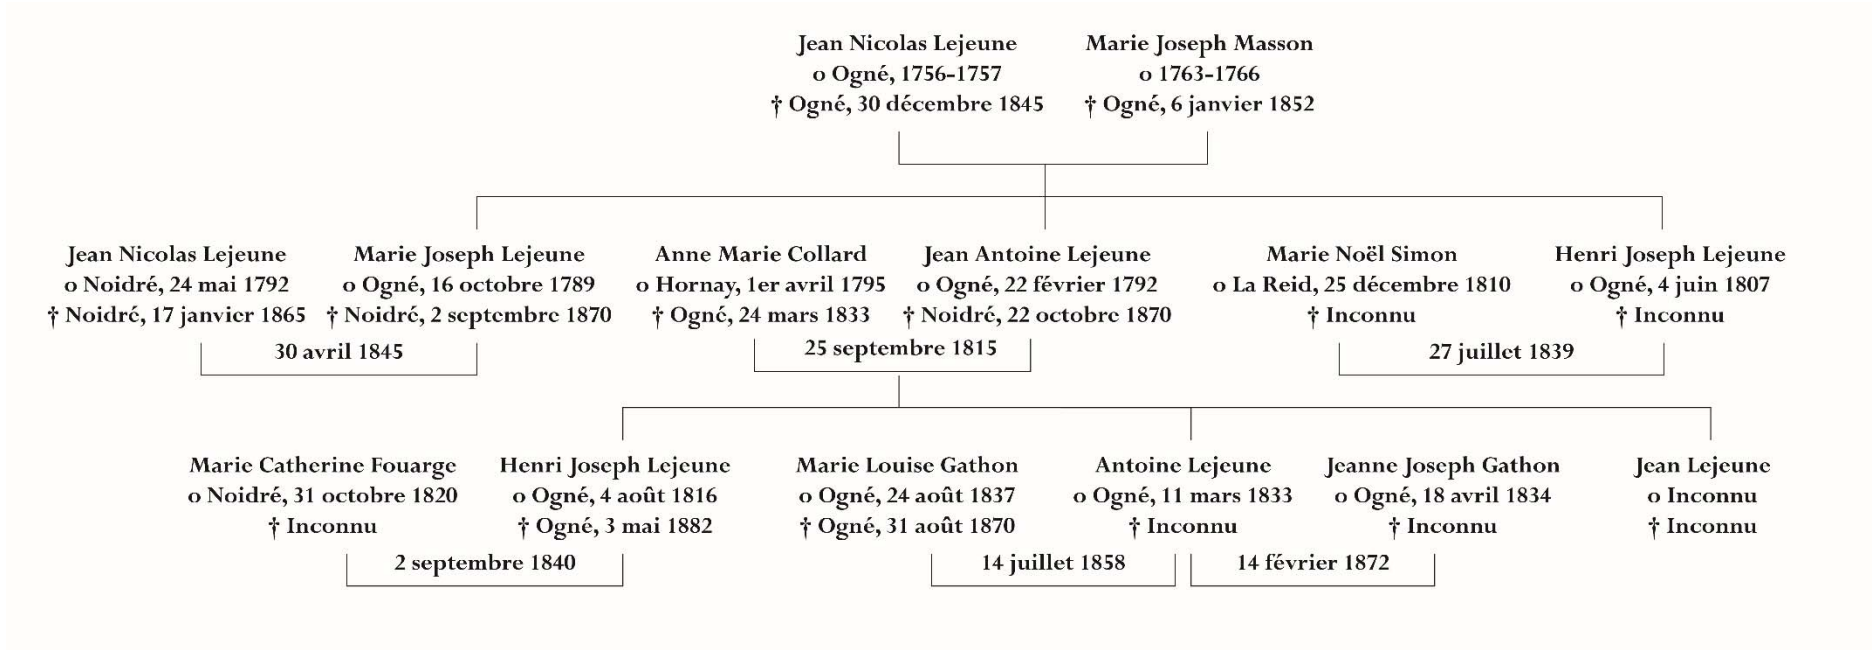 Jean Nicolas Lejeune
o Ogné, 1756-1757
† Ogné, 30 décembre 1845
Marie Joseph Masson
o 1763-1766
† Ogné, 6 janvier 1852
Jean Nicolas Lejeune
o Noidré, 24 mai 1792
† Noidré, 17 janvier 1865
Marie Joseph Lejeune
o Ogné, 16 octobre 1789
† Noidré, 2 septembre 1870
30 avril 1845
Anne Marie Collard
o Hornay, 1er avril 1795
† Ogné, 24 mars 1833
Jean Antoine Lejeune
o Ogné, 22 février 1792
† Noidré, 22 octobre 1870
25 septembre 1815
Marie Noël Simon
o La Reid, 25 décembre 1810
† Inconnu
Henri Joseph Lejeune
o Ogné, 4 juin 1807
† Inconnu
27 juillet 1839
Marie Catherine Fouarge
o Noidré, 31 octobre 1820
† Inconnu
Henri Joseph Lejeune
o Ogné, 4 août 1816
† Ogné, 3 mai 1882
2 septembre 1840
Marie Louise Gathon
o Ogné, 24 août 1837
† Ogné, 31 août 1870
Antoine Lejeune
o Ogné, 11 mars 1833
† Inconnu
14 juillet 1858
Jeanne Joseph Gathon
o Ogné, 18 avril 1834
† Inconnu
14 février 1872
Jean Lejeune
o Inconnu
† Inconnu